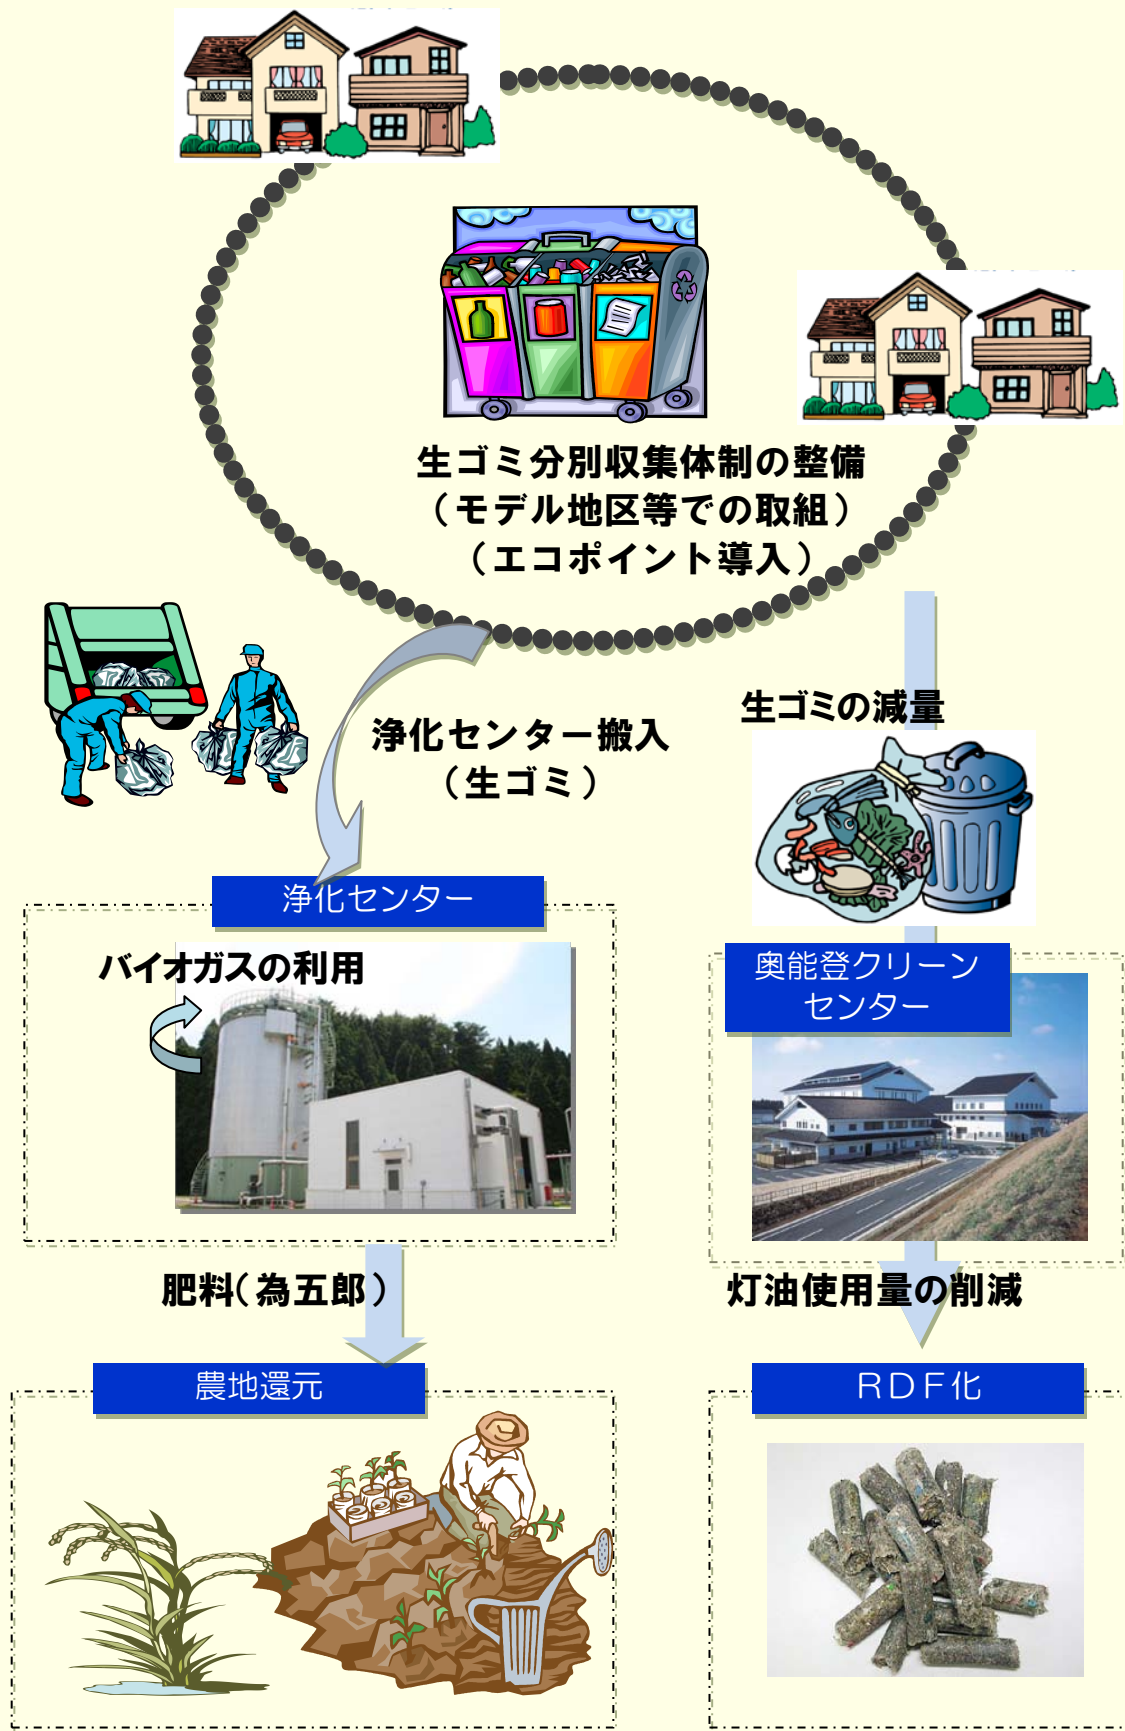 生ゴミ分別収集体制の整備
（モデル地区等での取組）
（エコポイント導入）
浄化センター搬入
（生ゴミ）
生ゴミの減量
浄化センター
バイオガスの利用
奥能登クリーン
センター
肥料（為五郎）
灯油使用量の削減
農地還元
ＲＤＦ化